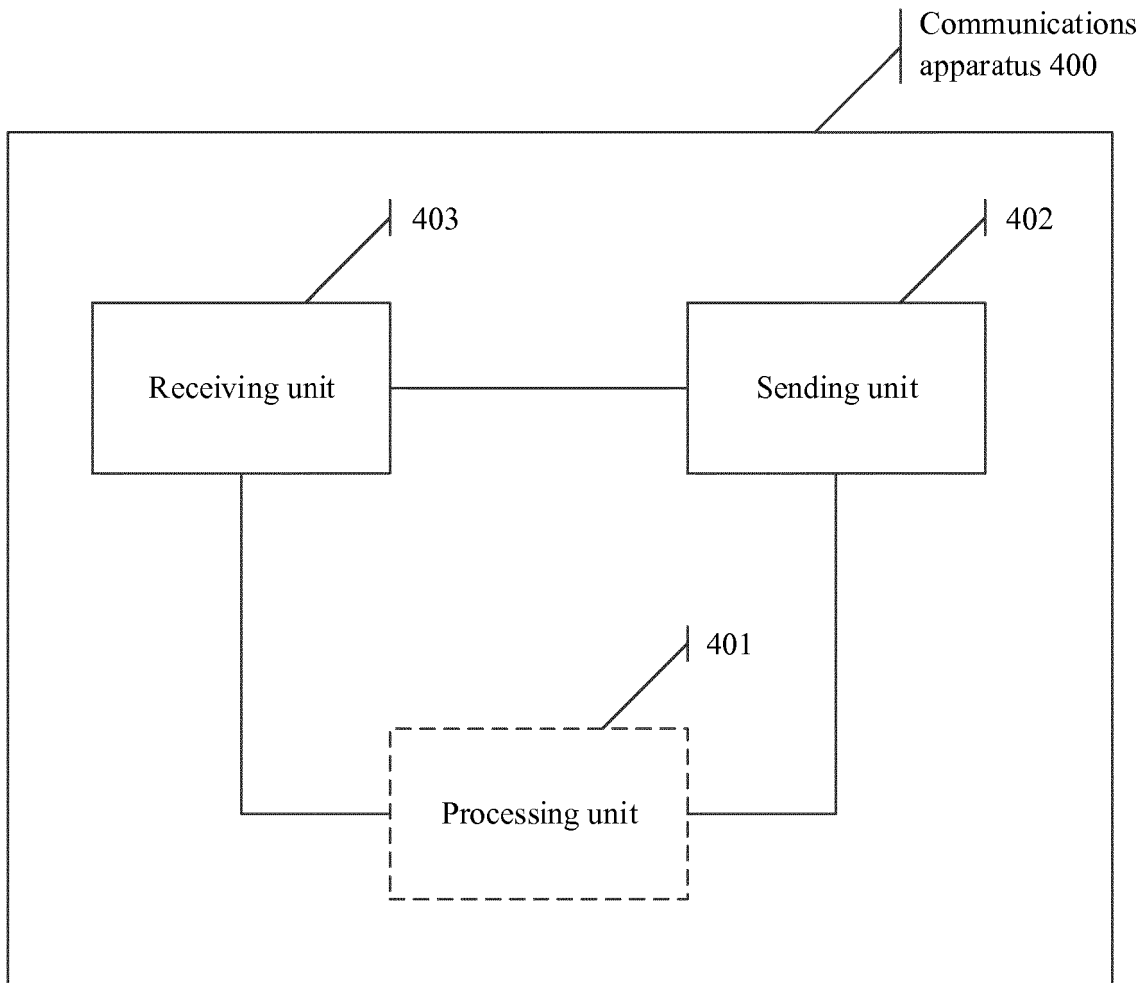 Communications
apparatus 400
403
402
Receiving unit
Sending unit
401
Processing unit